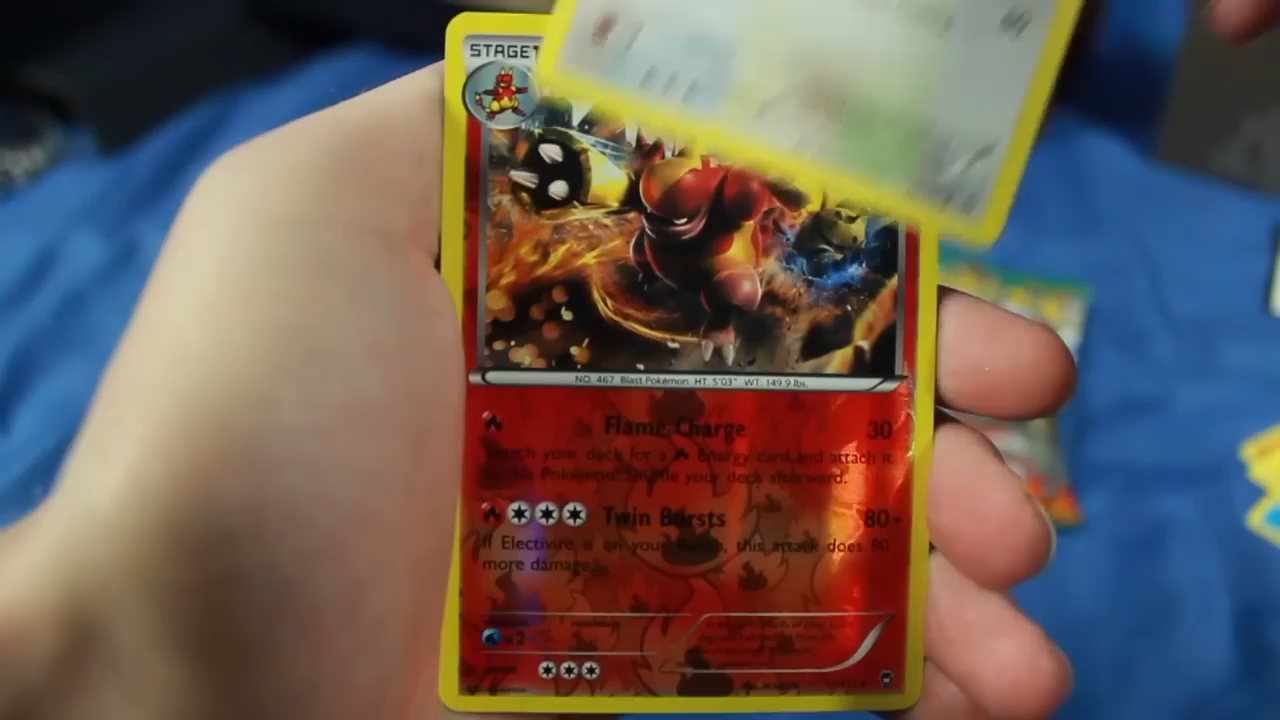 STAGE1
NO. 467 Blast Pokémon HT. 5'03" WT. 149.9 lbs.
Flame Charge 30
your deck for a Energy card and attach it
this Pokémon. Shuffle your deck afterward.
Twin Bursts 80+
If Electivire is on your Bench, this attack does 80
more damage.
×2